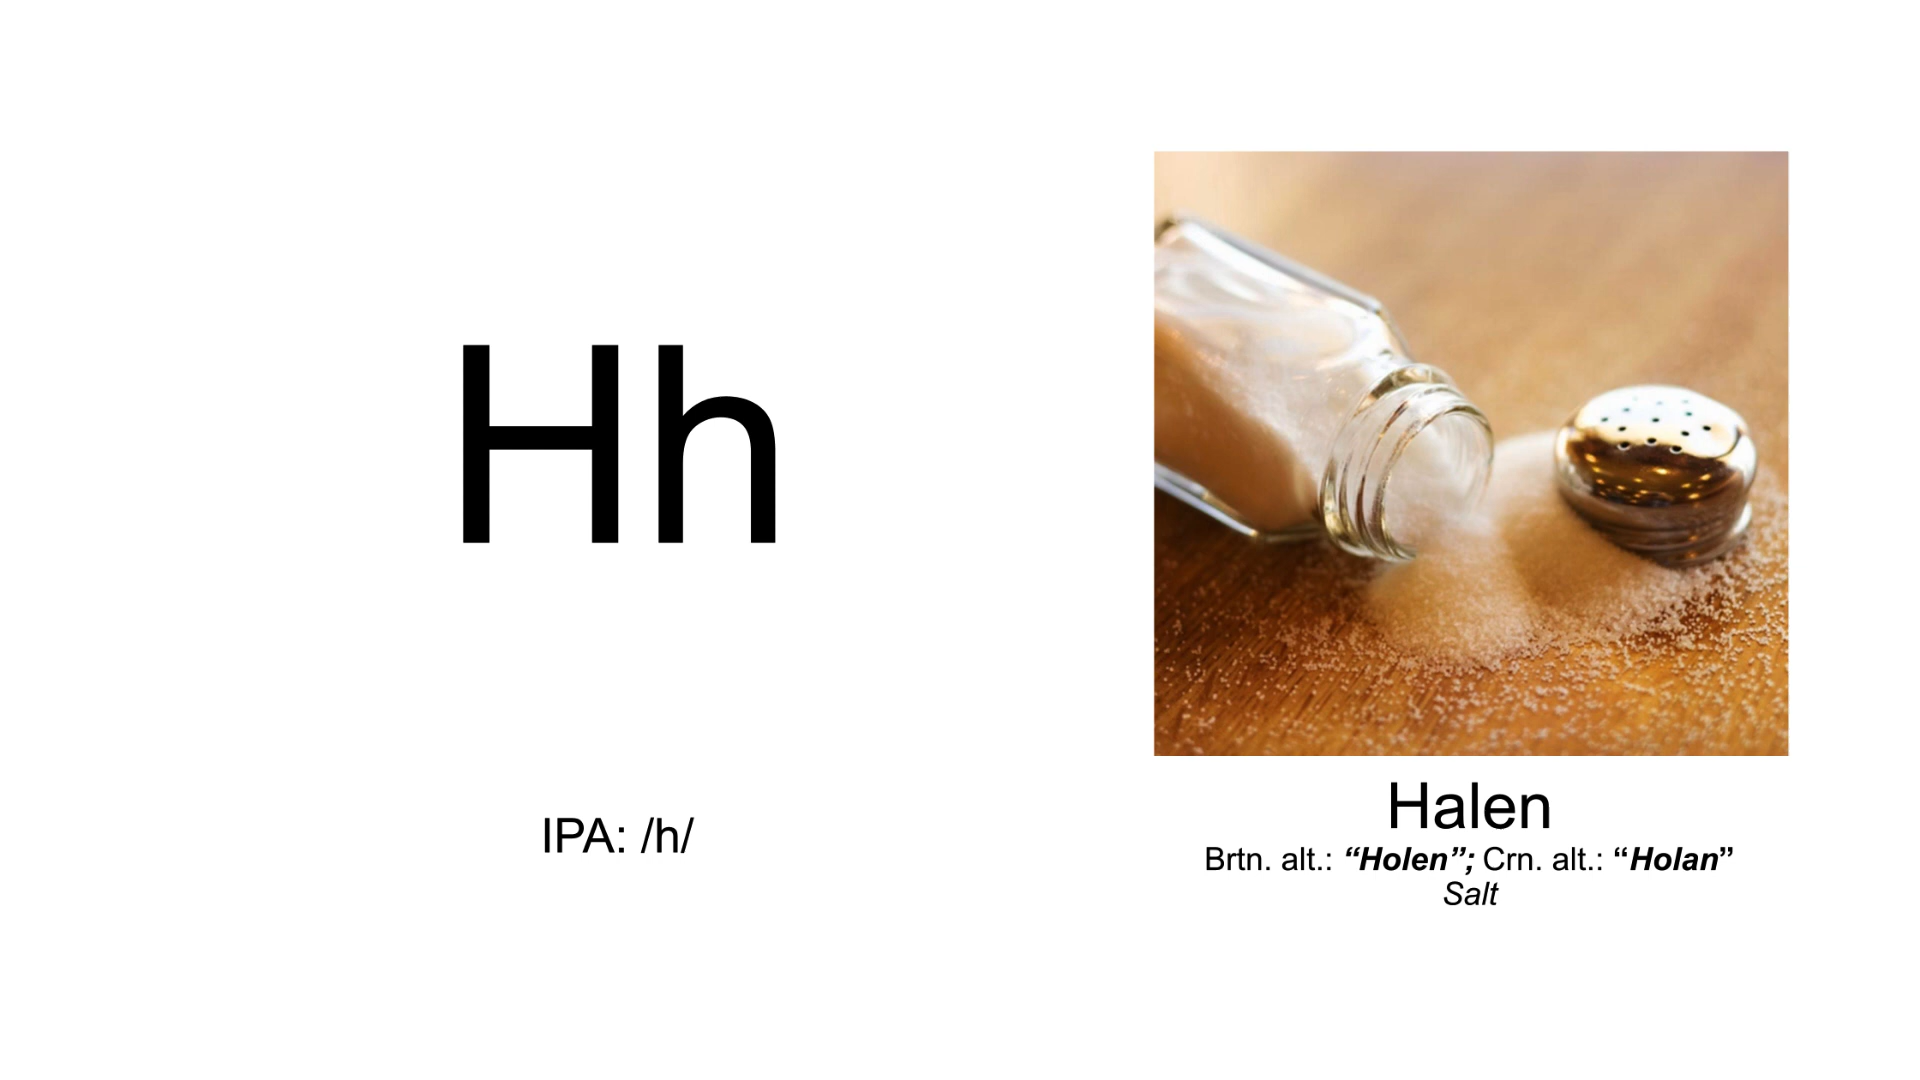 Hh
IPA: /h/
Halen
Brtn. alt.: “Holen”; Crn. alt.: “Holan”
Salt